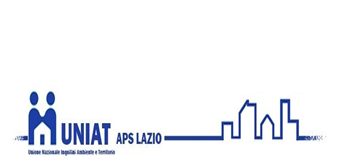 UNIAT APS LAZIO
Unione Nazionale Inquilini Ambiente e Territorio